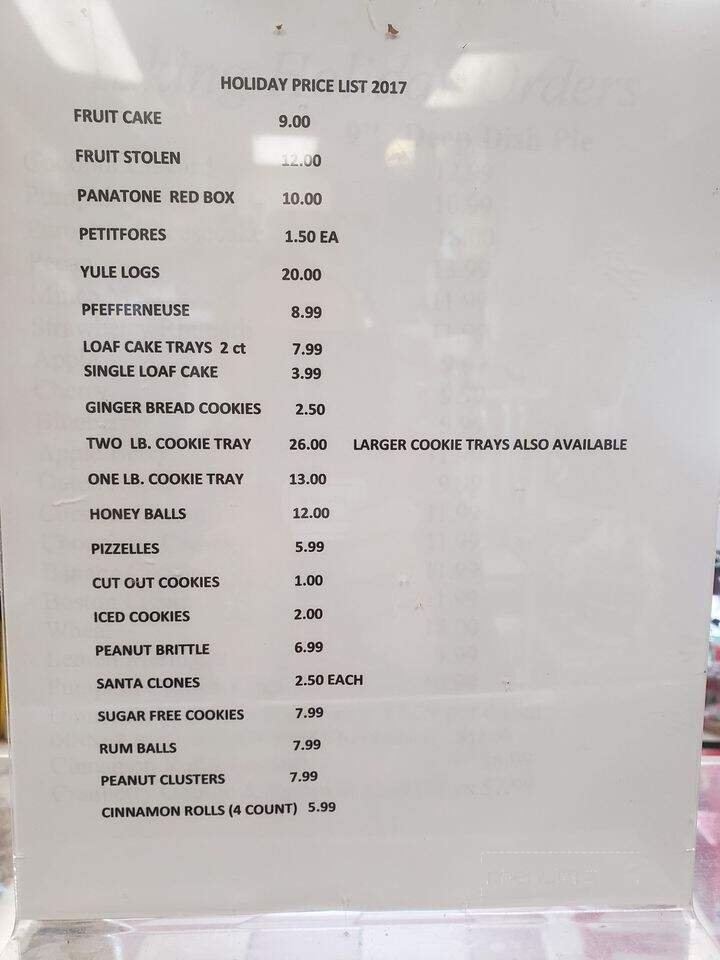 HOLIDAY PRICE LIST 2017
FRUIT CAKE 9.00
FRUIT STOLEN 12.00
PANATONE RED BOX 10.00
PETITFORES 1.50 EA
YULE LOGS 20.00
PFEFFERNEUSE 8.99
LOAF CAKE TRAYS 2 ct 7.99
SINGLE LOAF CAKE 3.99
GINGER BREAD COOKIES 2.50
TWO LB. COOKIE TRAY 26.00 LARGER COOKIE TRAYS ALSO AVAILABLE
ONE LB. COOKIE TRAY 13.00
HONEY BALLS 12.00
PIZZELLES 5.99
CUT OUT COOKIES 1.00
ICED COOKIES 2.00
PEANUT BRITTLE 6.99
SANTA CLONES 2.50 EACH
SUGAR FREE COOKIES 7.99
RUM BALLS 7.99
PEANUT CLUSTERS 7.99
CINNAMON ROLLS (4 COUNT) 5.99